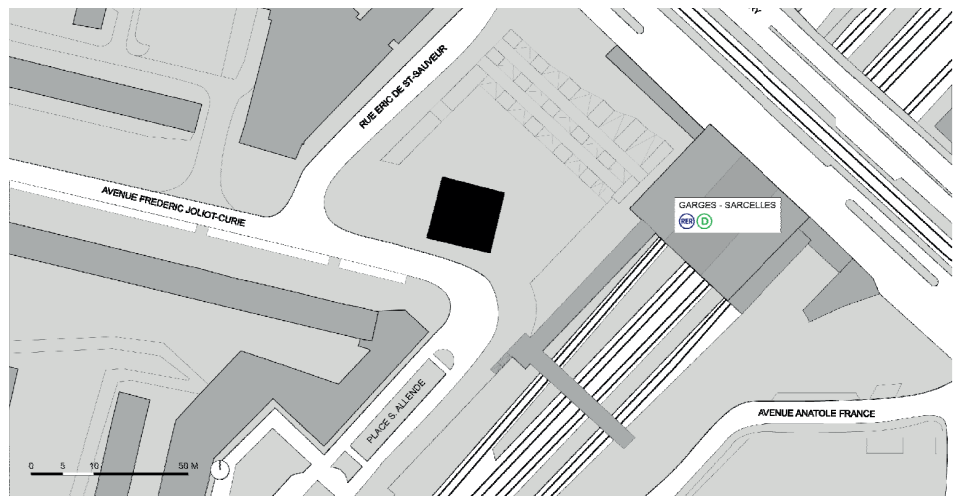 RUE ERIC DE ST-SAUVEUR
AVENUE FREDERIC JOLIOT-CURIE
GARGES - SARCELLES
RER D
PLACE S. ALLENDE
AVENUE ANATOLE FRANCE
0 5 10 50 M